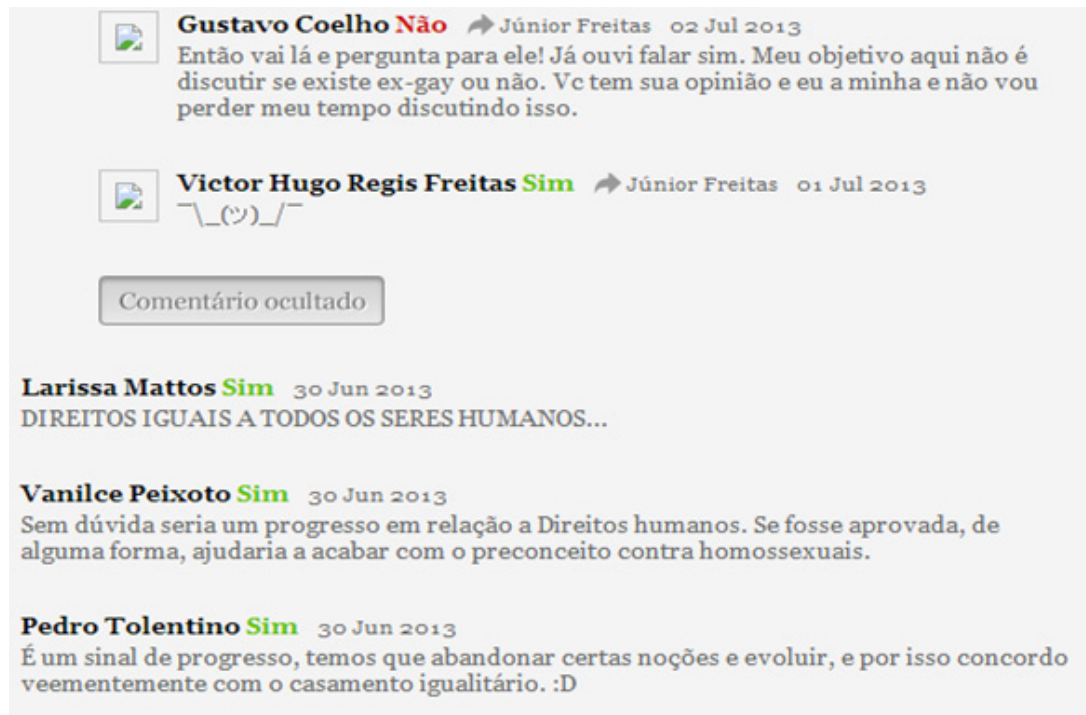 Gustavo Coelho Não Júnior Freitas 02 Jul 2013
Então vai lá e pergunta para ele! Já ouvi falar sim. Meu objetivo aqui não é
discutir se existe ex-gay ou não. Vc tem sua opinião e eu a minha e não vou
perder meu tempo discutindo isso.
Victor Hugo Regis Freitas Sim Júnior Freitas 01 Jul 2013
¯\_(ツ)_/¯
Comentário ocultado
Larissa Mattos Sim 30 Jun 2013
DIREITOS IGUAIS A TODOS OS SERES HUMANOS...
Vanilce Peixoto Sim 30 Jun 2013
Sem dúvida seria um progresso em relação a Direitos humanos. Se fosse aprovada, de
alguma forma, ajudaria a acabar com o preconceito contra homossexuais.
Pedro Tolentino Sim 30 Jun 2013
É um sinal de progresso, temos que abandonar certas noções e evoluir, e por isso concordo
veementemente com o casamento igualitário. :D